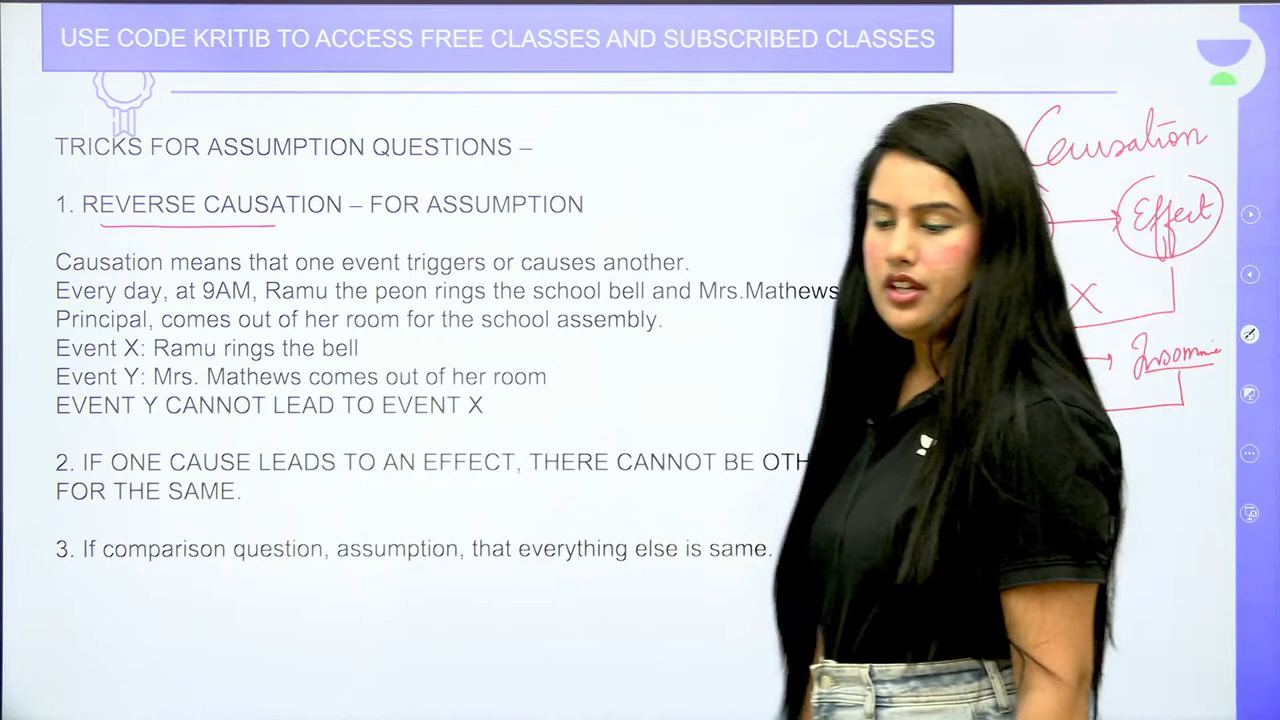 USE CODE KRITIB TO ACCESS FREE CLASSES AND SUBSCRIBED CLASSES
TRICKS FOR ASSUMPTION QUESTIONS –
1. REVERSE CAUSATION – FOR ASSUMPTION
Causation
Effect
Causation means that one event triggers or causes another.
Every day, at 9AM, Ramu the peon rings the school bell and Mrs.Mathews
X
Principal, comes out of her room for the school assembly.
Event X: Ramu rings the bell
Insomnia
Event Y: Mrs. Mathews comes out of her room
EVENT Y CANNOT LEAD TO EVENT X
2. IF ONE CAUSE LEADS TO AN EFFECT, THERE CANNOT BE
FOR THE SAME.
3. If comparison question, assumption, that everything else is same.